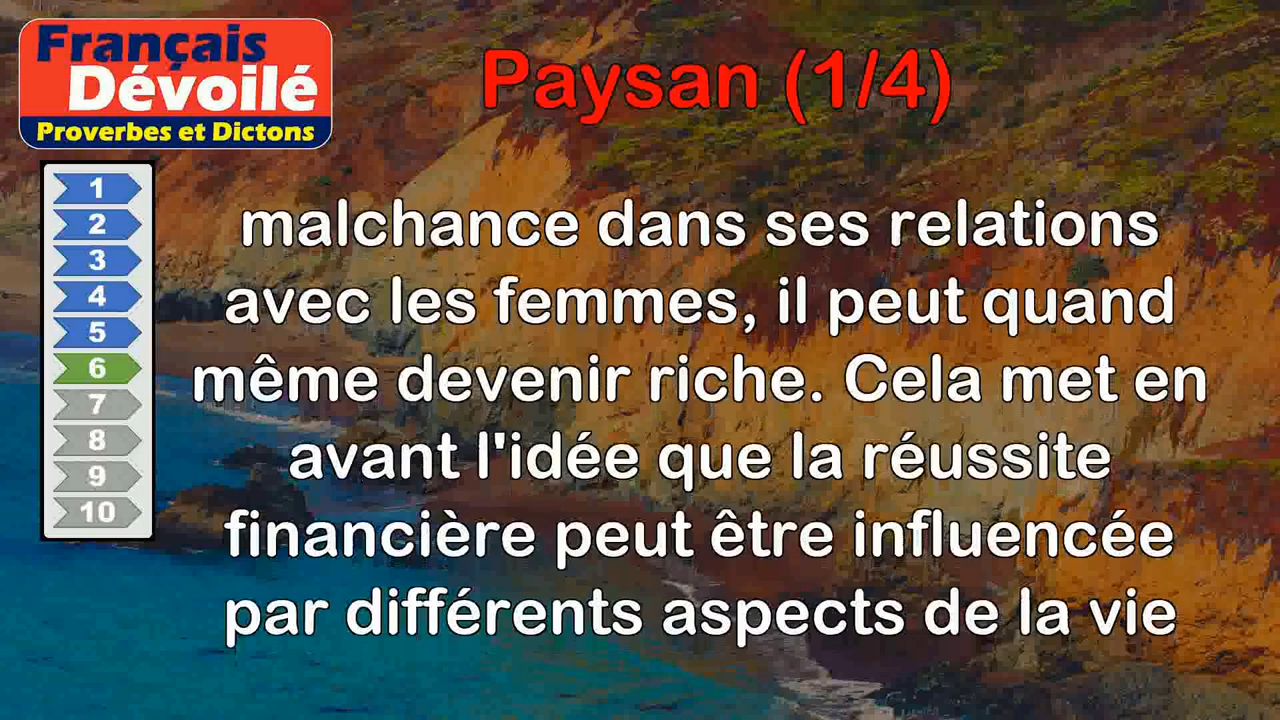 Français
Dévoilé
Proverbes et Dictons
Paysan (1/4)
1
2
3
4
5
6
7
8
9
10
malchance dans ses relations
avec les femmes, il peut quand
même devenir riche. Cela met en
avant l'idée que la réussite
financière peut être influencée
par différents aspects de la vie